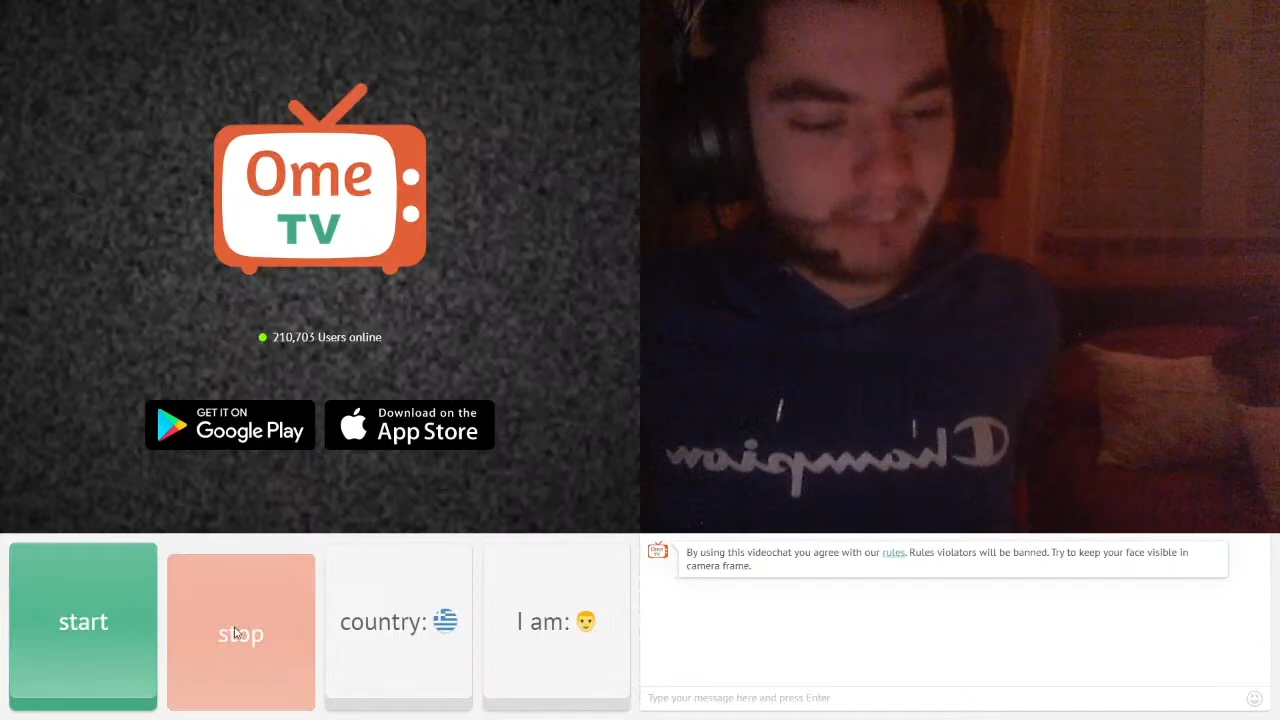 Ome
TV
210,703 Users online
GET IT ON
Google Play
Download on the
App Store
Champion
start
stop
country:
I am:
By using this videochat you agree with our rules. Rules violators will be banned. Try to keep your face visible in
camera frame.
Type your message here and press Enter